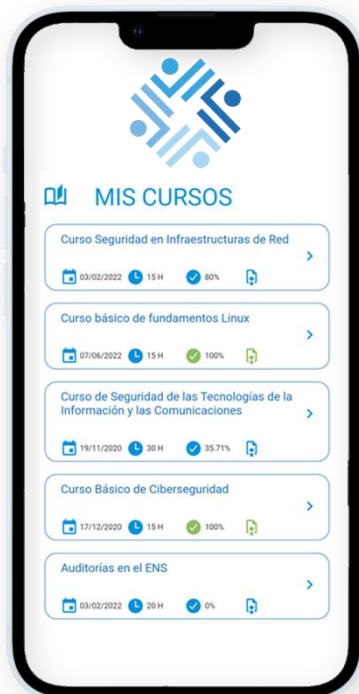 MIS CURSOS
Curso Seguridad en Infraestructuras de Red
03/02/2022 15 H 80%
Curso básico de fundamentos Linux
07/06/2022 15 H 100%
Curso de Seguridad de las Tecnologías de la
Información y las Comunicaciones
19/11/2020 30 H 35.71%
Curso Básico de Ciberseguridad
17/12/2020 15 H 100%
Auditorías en el ENS
03/02/2022 20 H 0%